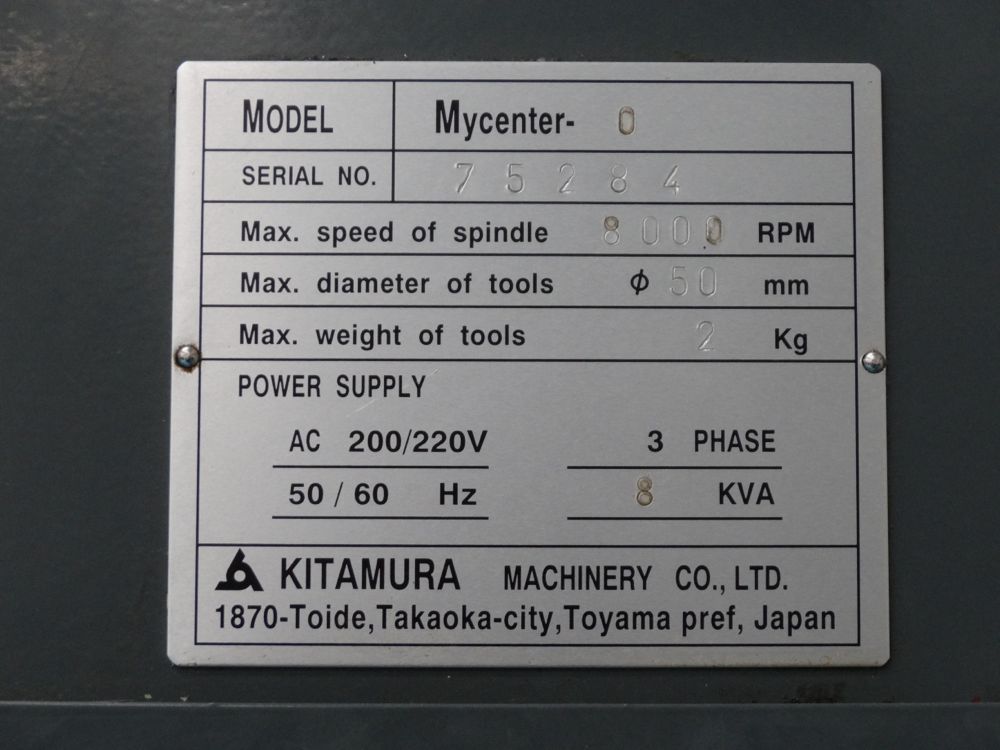 MODEL Mycenter- 0
SERIAL NO. 75284
Max. speed of spindle 8000 RPM
Max. diameter of tools ϕ 50 mm
Max. weight of tools 2 Kg
POWER SUPPLY
AC 200/220V 3 PHASE
50 / 60 Hz 8 KVA
KITAMURA MACHINERY CO., LTD.
1870-Toide,Takaoka-city,Toyama pref, Japan